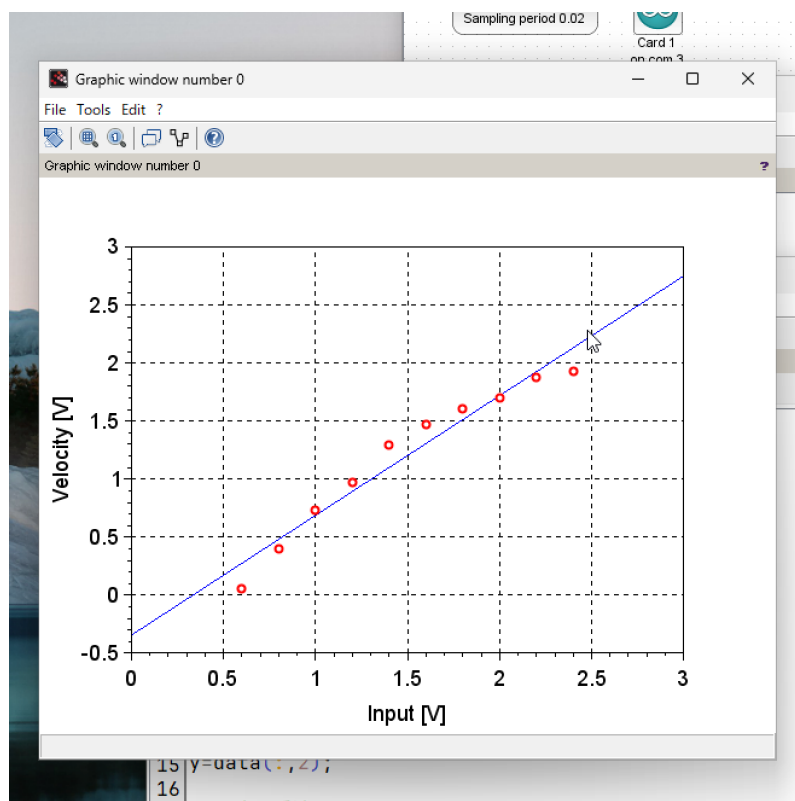 Sampling period 0.02
Card 1
on com 3
Graphic window number 0
File Tools Edit ?
Graphic window number 0 ?
3
2.5
2
1.5
1
0.5
0
-0.5
Velocity [V]
0 0.5 1 1.5 2 2.5 3
Input [V]
15 y=data(:,2);
16